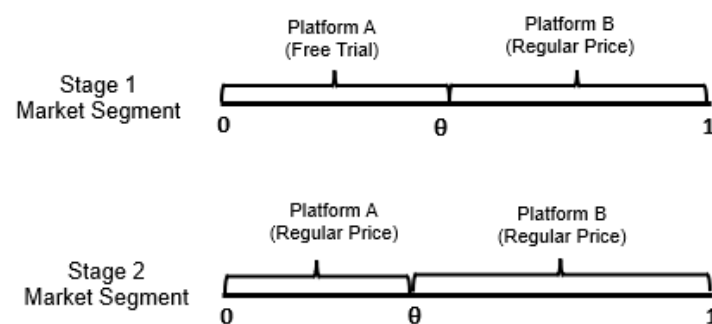 Platform A
(Free Trial)
Platform B
(Regular Price)
Stage 1
Market Segment
0
θ
1
Platform A
(Regular Price)
Platform B
(Regular Price)
Stage 2
Market Segment
0
θ
1